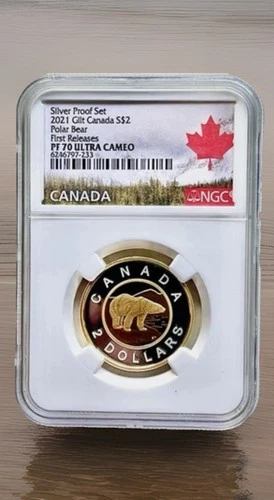 Silver Proof Set
2021 Gilt Canada S$2
Polar Bear
First Releases
PF 70 ULTRA CAMEO
6246797-233
CANADA
NGC
CANADA
2 DOLLARS